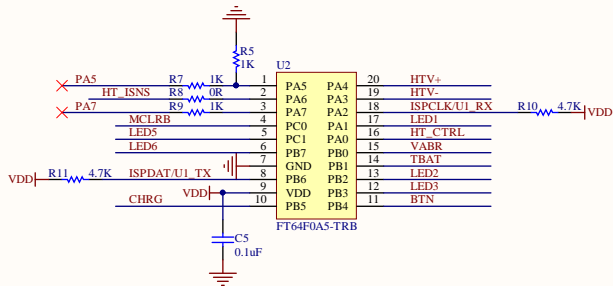 R5
1K
U2
PA5 R7 1K 1 PA5 PA4 20 HTV+
HT_ISNS R8 0R 2 PA6 PA3 19 HTV-
PA7 R9 1K 3 PA7 PA2 18 ISPCLK/U1_RX R10 4.7K VDD
MCLRB 4 PC0 PA1 17 LED1
LED5 5 PC1 PA0 16 HT_CTRL
LED6 6 PB7 PB0 15 VABR
7 GND PB1 14 TBAT
VDD R11 4.7K ISPDAT/U1_TX 8 PB6 PB2 13 LED2
VDD 9 VDD PB3 12 LED3
CHRG 10 PB5 PB4 11 BTN
FT64F0A5-TRB
C5
0.1uF